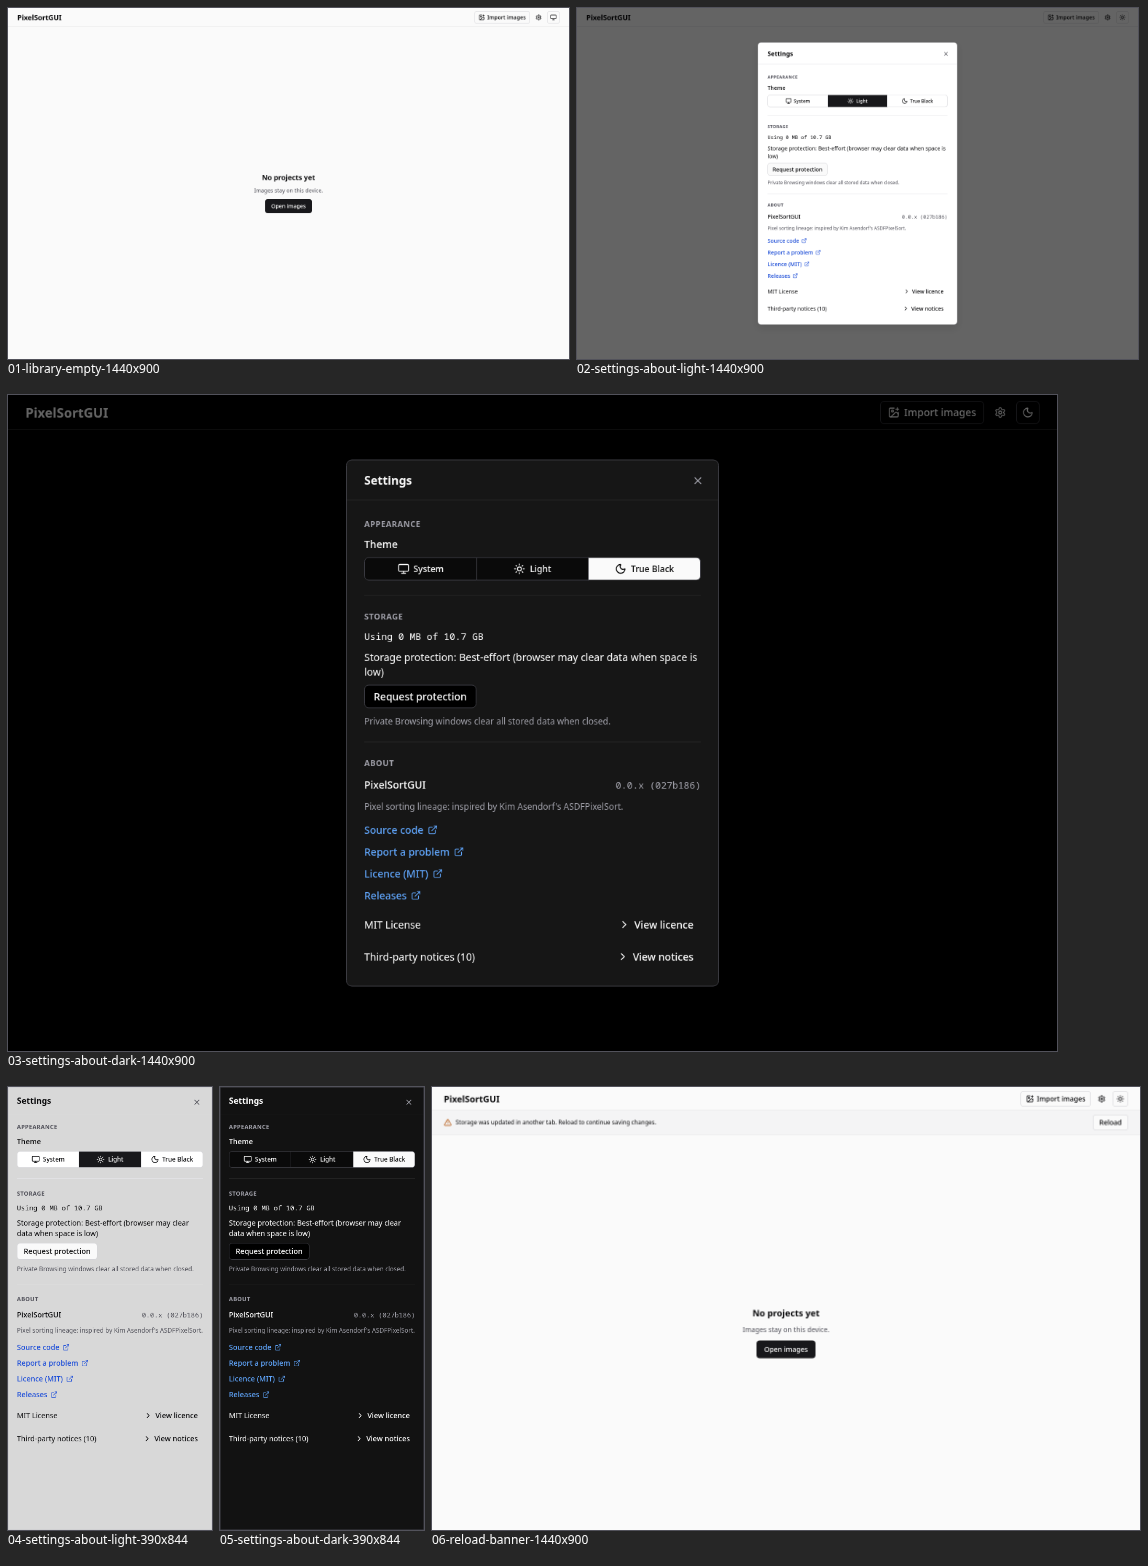 PixelSortGUI
Import images
No projects yet
Images stay on this device.
Open images
01-library-empty-1440x900
PixelSortGUI
Import images
Settings
APPEARANCE
Theme
System Light True Black
STORAGE
Using 0 MB of 10.7 GB
Storage protection: Best-effort (browser may clear data when space is
low)
Request protection
Private Browsing windows clear all stored data when closed.
ABOUT
PixelSortGUI 0.0.x (027b186)
Pixel sorting lineage: inspired by Kim Asendorf's ASDFPixelSort.
Source code
Report a problem
Licence (MIT)
Releases
MIT License View licence
Third-party notices (10) View notices
02-settings-about-light-1440x900
PixelSortGUI
Import images
Settings
APPEARANCE
Theme
System Light True Black
STORAGE
Using 0 MB of 10.7 GB
Storage protection: Best-effort (browser may clear data when space is
low)
Request protection
Private Browsing windows clear all stored data when closed.
ABOUT
PixelSortGUI 0.0.x (027b186)
Pixel sorting lineage: inspired by Kim Asendorf's ASDFPixelSort.
Source code
Report a problem
Licence (MIT)
Releases
MIT License View licence
Third-party notices (10) View notices
03-settings-about-dark-1440x900
Settings
APPEARANCE
Theme
System Light True Black
STORAGE
Using 0 MB of 10.7 GB
Storage protection: Best-effort (browser may clear
data when space is low)
Request protection
Private Browsing windows clear all stored data when closed.
ABOUT
PixelSortGUI 0.0.x (027b186)
Pixel sorting lineage: inspired by Kim Asendorf's ASDFPixelSort.
Source code
Report a problem
Licence (MIT)
Releases
MIT License View licence
Third-party notices (10) View notices
04-settings-about-light-390x844
Settings
APPEARANCE
Theme
System Light True Black
STORAGE
Using 0 MB of 10.7 GB
Storage protection: Best-effort (browser may clear
data when space is low)
Request protection
Private Browsing windows clear all stored data when closed.
ABOUT
PixelSortGUI 0.0.x (027b186)
Pixel sorting lineage: inspired by Kim Asendorf's ASDFPixelSort.
Source code
Report a problem
Licence (MIT)
Releases
MIT License View licence
Third-party notices (10) View notices
05-settings-about-dark-390x844
PixelSortGUI
Import images
Storage was updated in another tab. Reload to continue saving changes.
Reload
No projects yet
Images stay on this device.
Open images
06-reload-banner-1440x900